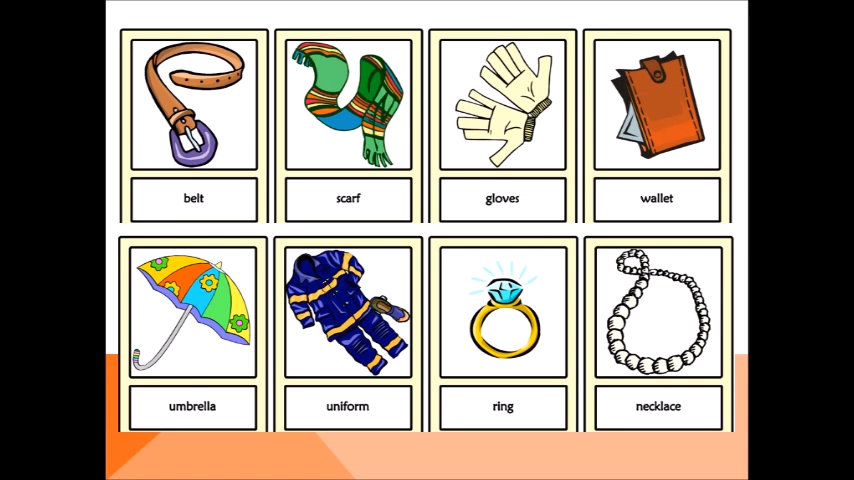 belt
scarf
gloves
wallet
umbrella
uniform
ring
necklace